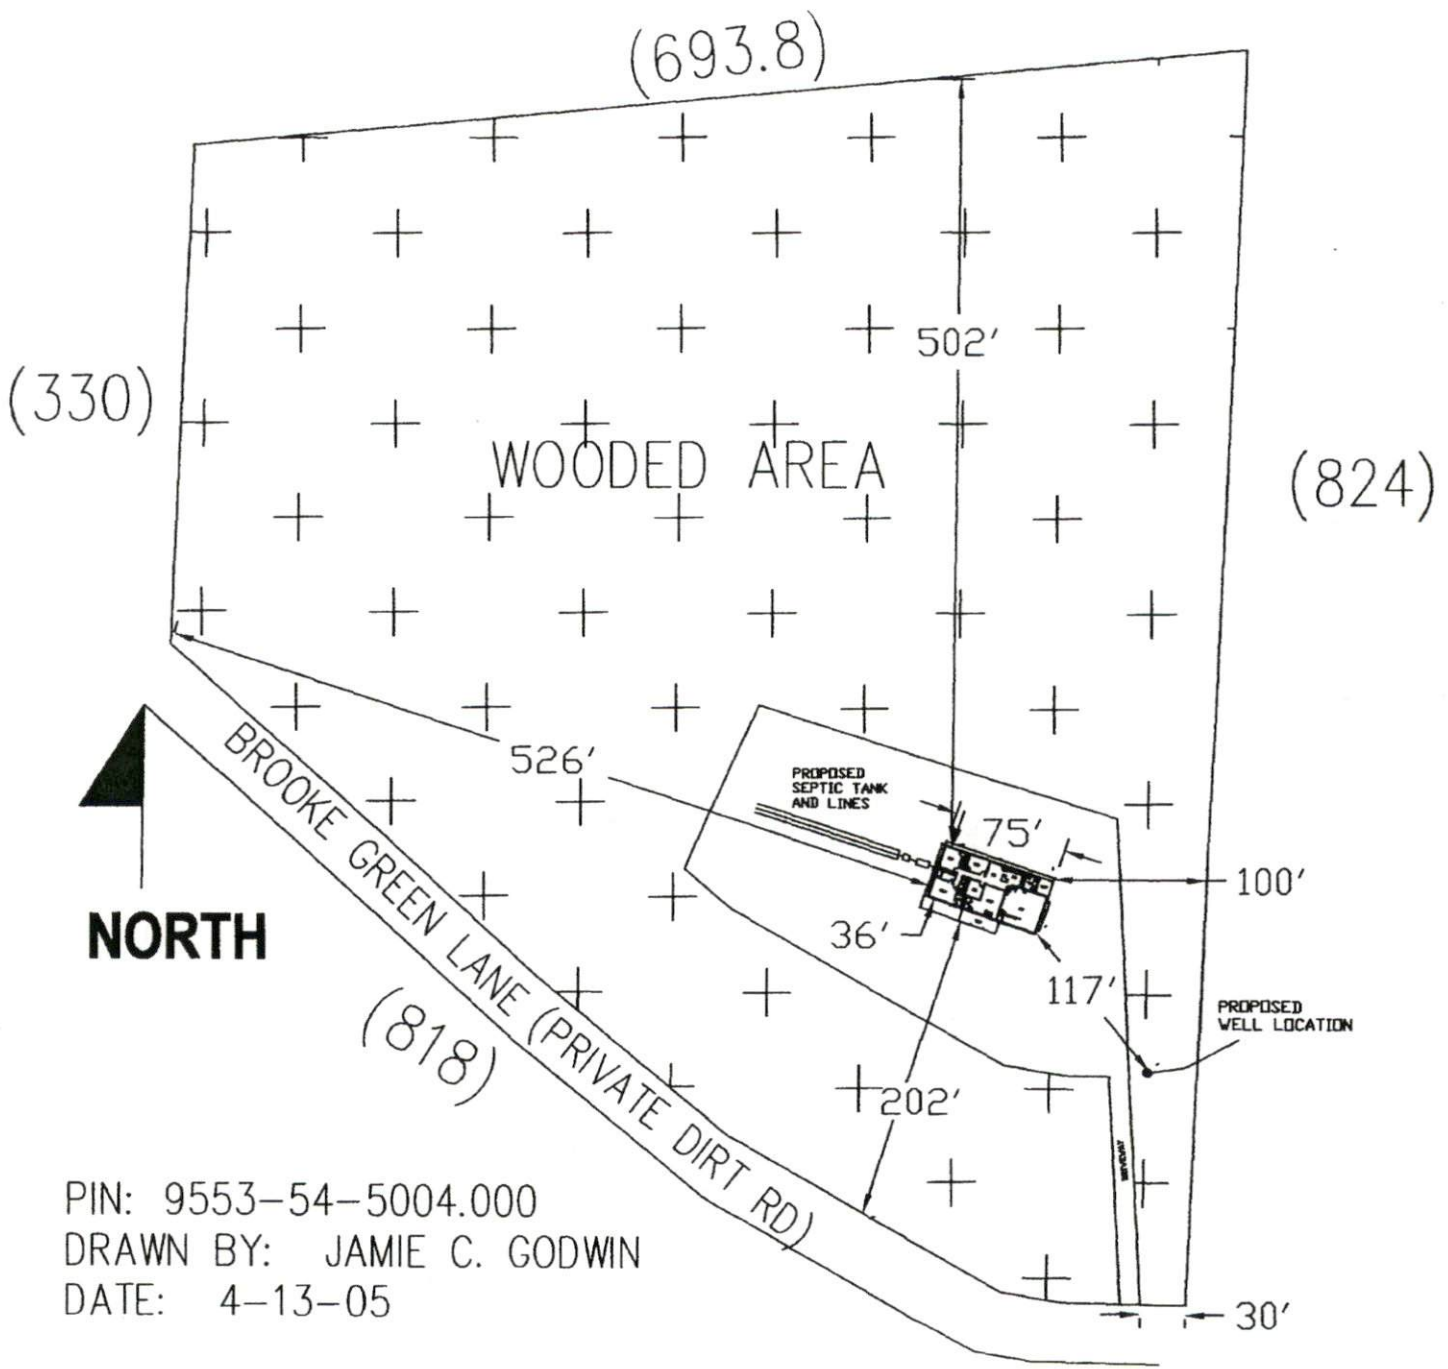 (693.8)
502'
(330)
WOODED AREA
(824)
526'
BROOKE GREEN LANE (PRIVATE DIRT RD)
PROPOSED
SEPTIC TANK
AND LINES
75'
100'
36'
NORTH
117'
PROPOSED
WELL LOCATION
(818)
202'
DRIVEWAY
PIN: 9553-54-5004.000
DRAWN BY: JAMIE C. GODWIN
DATE: 4-13-05
30'